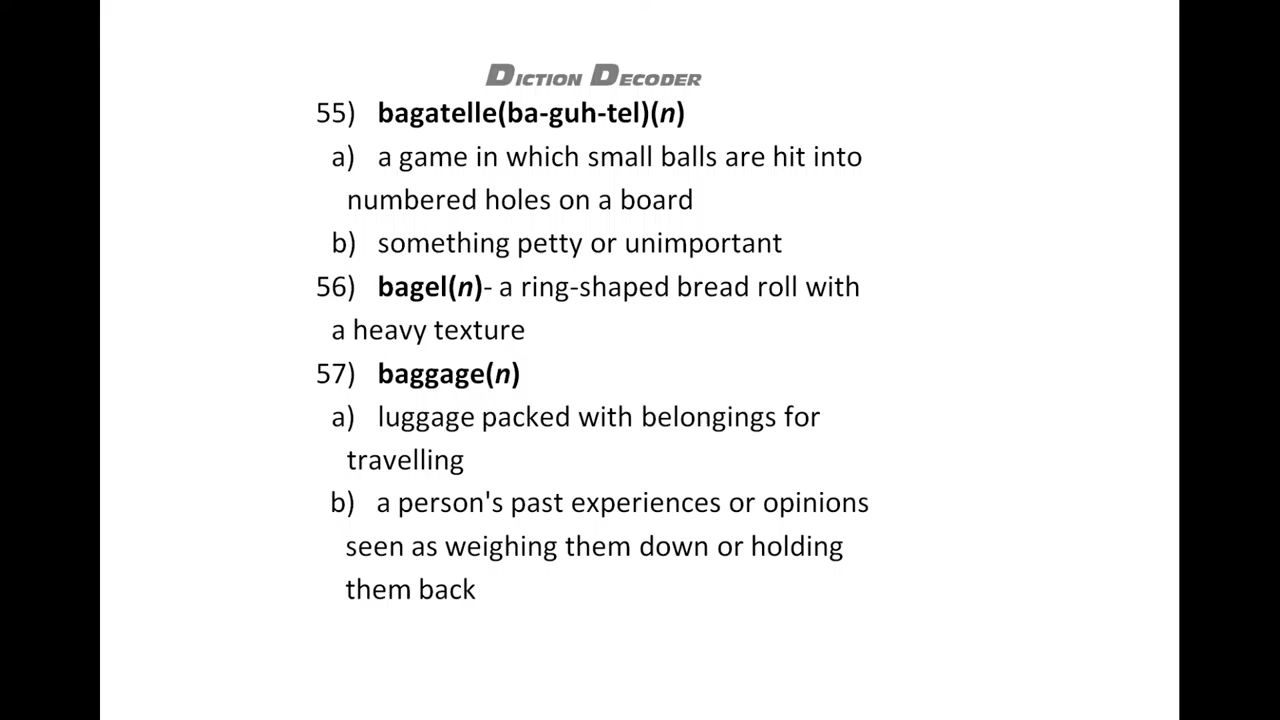 DICTION DECODER
55) bagatelle(ba-guh-tel)(n)
a) a game in which small balls are hit into
numbered holes on a board
b) something petty or unimportant
56) bagel(n)- a ring-shaped bread roll with
a heavy texture
57) baggage(n)
a) luggage packed with belongings for
travelling
b) a person's past experiences or opinions
seen as weighing them down or holding
them back